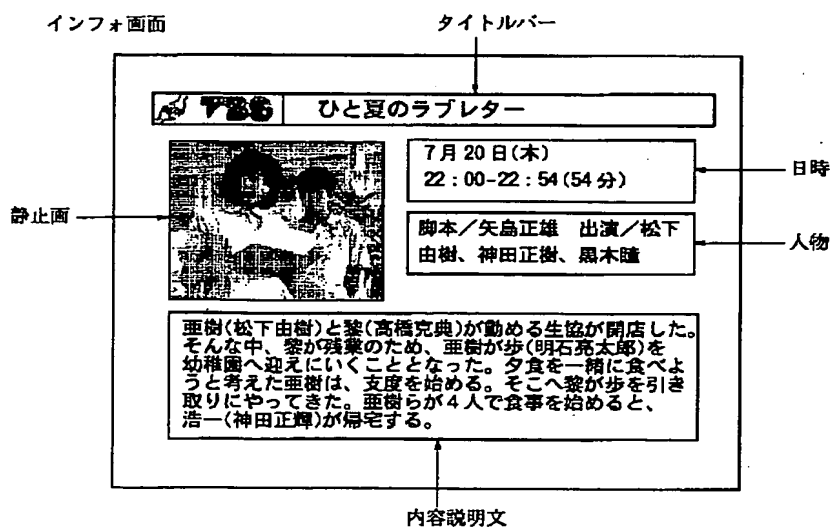 インフォ画面
タイトルバー
TBS ひと夏のラブレター
7月20日(木)
22:00-22:54(54分)
日時
静止画
脚本/矢島正雄 出演/松下
由樹、神田正樹、黒木瞳
人物
亜樹(松下由樹)と黎(高橋克典)が勤める生協が開店した。
そんな中、黎が残業のため、亜樹が歩(明石亮太郎)を
幼稚園へ迎えにいくこととなった。夕食を一緒に食べよ
うと考えた亜樹は、支度を始める。そこへ黎が歩を引き
取りにやってきた。亜樹らが4人で食事を始めると、
浩一(神田正輝)が帰宅する。
内容説明文